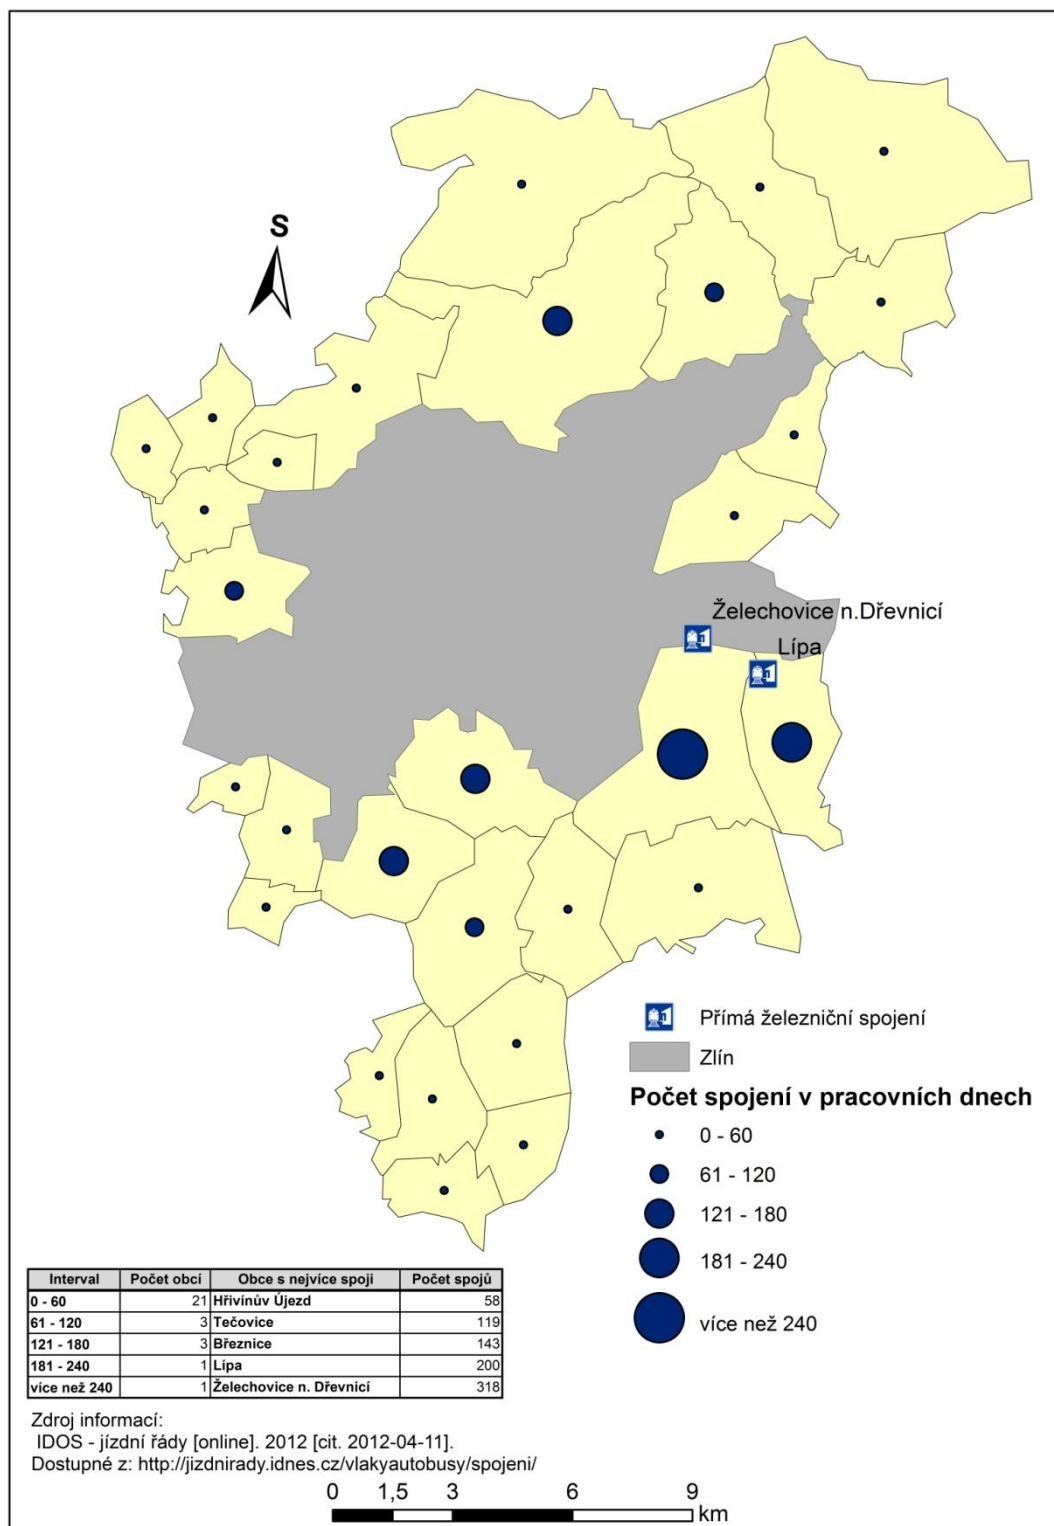 S
Želechovice n.Dřevnicí
Lípa
Přímá železniční spojení
Zlín
Počet spojení v pracovních dnech
0 - 60
61 - 120
121 - 180
181 - 240
více než 240
Interval Počet obcí Obce s nejvíce spoji Počet spojů
0 - 60 21 Hřivínův Újezd 58
61 - 120 3 Tečovice 119
121 - 180 3 Březnice 143
181 - 240 1 Lípa 200
více než 240 1 Želechovice n. Dřevnicí 318
Zdroj informací:
IDOS - jízdní řády [online]. 2012 [cit. 2012-04-11].
Dostupné z: http://jizdnirady.idnes.cz/vlakyautobusy/spojeni/
0 1,5 3 6 9
km